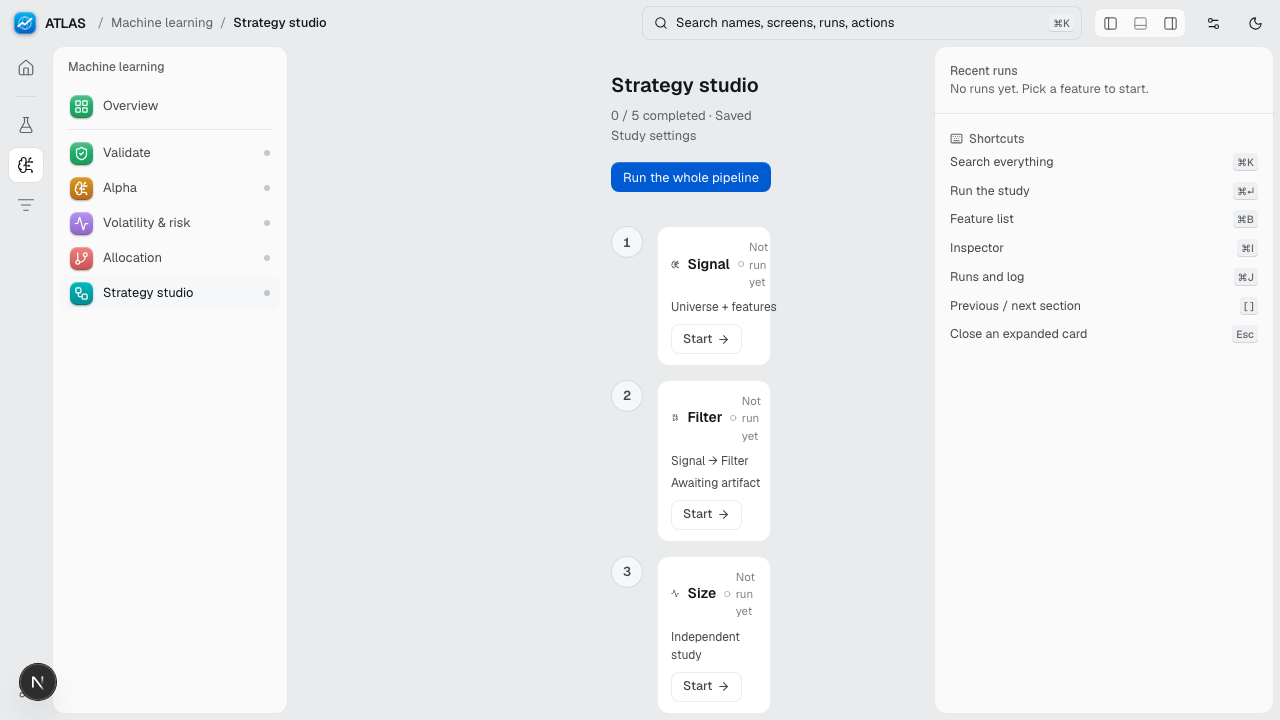 ATLAS / Machine learning / Strategy studio
Search names, screens, runs, actions ⌘K
Machine learning
Overview
Validate
Alpha
Volatility & risk
Allocation
Strategy studio
N
Strategy studio
0 / 5 completed · Saved
Study settings
Run the whole pipeline
1
Signal
Not
run
yet
Universe + features
Start →
2
Filter
Not
run
yet
Signal → Filter
Awaiting artifact
Start →
3
Size
Not
run
yet
Independent
study
Start →
Recent runs
No runs yet. Pick a feature to start.
Shortcuts
Search everything ⌘K
Run the study ⌘↵
Feature list ⌘B
Inspector ⌘I
Runs and log ⌘J
Previous / next section [ ]
Close an expanded card Esc